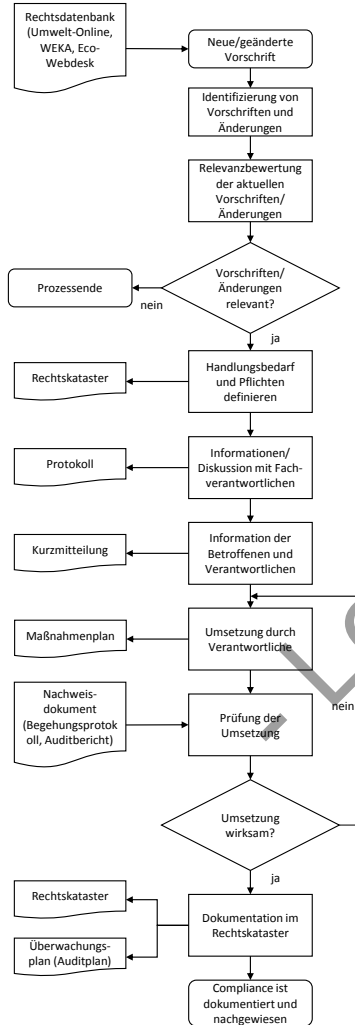 Rechtsdatenbank
(Umwelt-Online,
WEKA, Eco-
Webdesk
Neue/geänderte
Vorschrift
Identifizierung von
Vorschriften und
Änderungen
Relevanzbewertung
der aktuellen
Vorschriften/
Änderungen
Vorschriften/
Änderungen
relevant?
Prozessende
nein
ja
Handlungsbedarf
und Pflichten
definieren
Rechtskataster
Informationen/
Diskussion mit Fach-
verantwortlichen
Protokoll
Information der
Betroffenen und
Verantwortlichen
Kurzmitteilung
Umsetzung durch
Verantwortliche
Maßnahmenplan
Nachweis-
dokument
(Begehungsprotok
oll, Auditbericht)
Prüfung der
Umsetzung
nein
Umsetzung
wirksam?
ja
Rechtskataster
Dokumentation im
Rechtskataster
Überwachungs-
plan (Auditplan)
Compliance ist
dokumentiert und
nachgewiesen